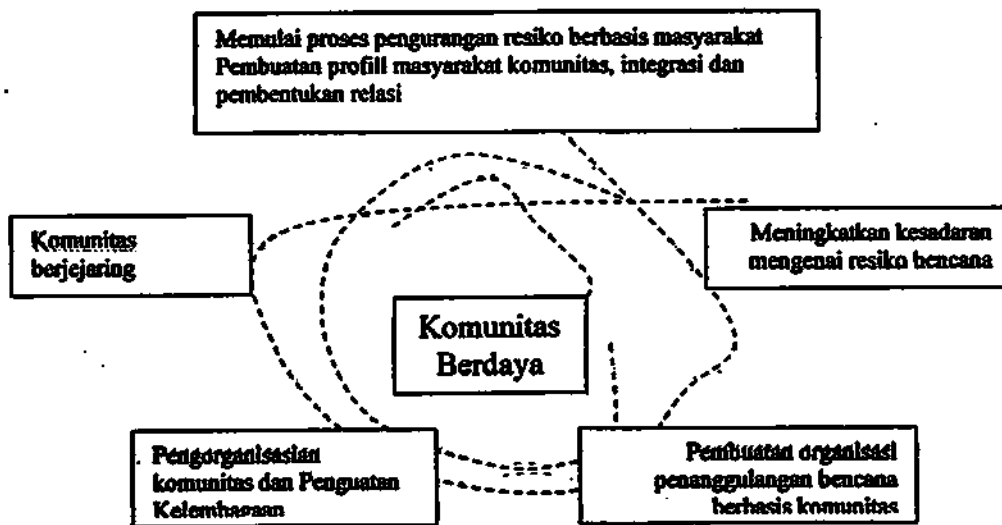 Memulai proses pengurangan resiko berbasis masyarakat
Pembuatan profill masyarakat komunitas, integrasi dan
pembentukan relasi
Komunitas
berjejaring
Meningkatkan kesadaran
mengenai resiko bencana
Komunitas
Berdaya
Pengorganisasian
komunitas dan Penguatan
Kelembagaan
Pembuatan organisasi
penanggulangan bencana
berbasis komunitas